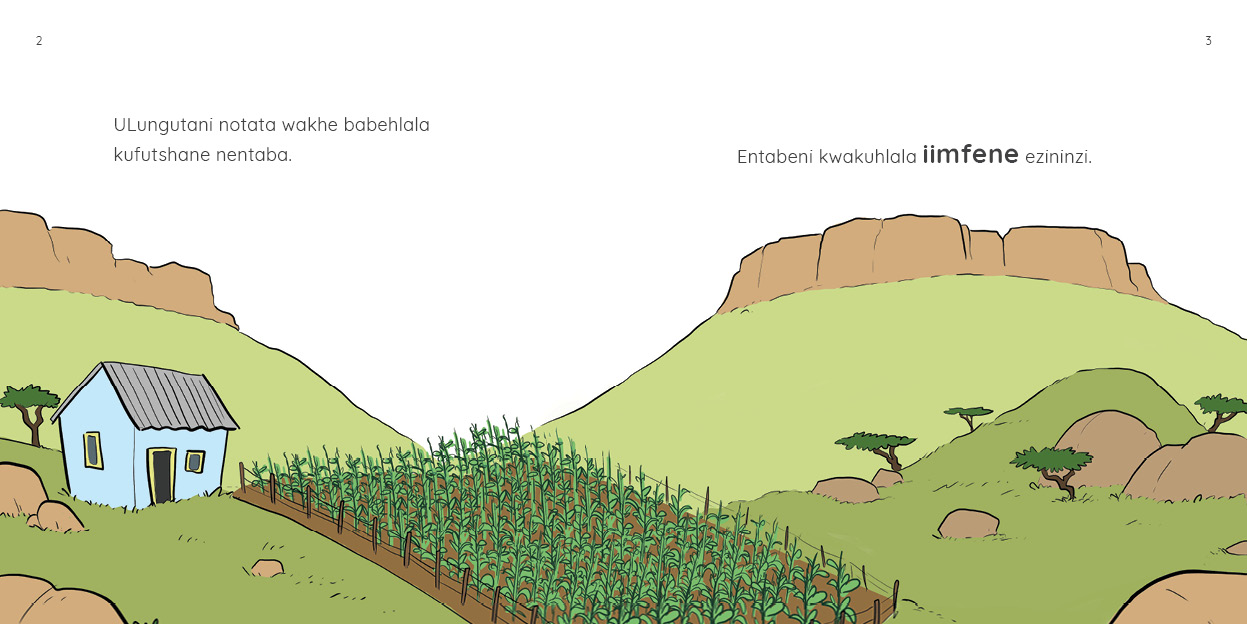 2
ULungutani notata wakhe babehlala
kufutshane nentaba.
3
Entabeni kwakuhlala iimfene ezininzi.